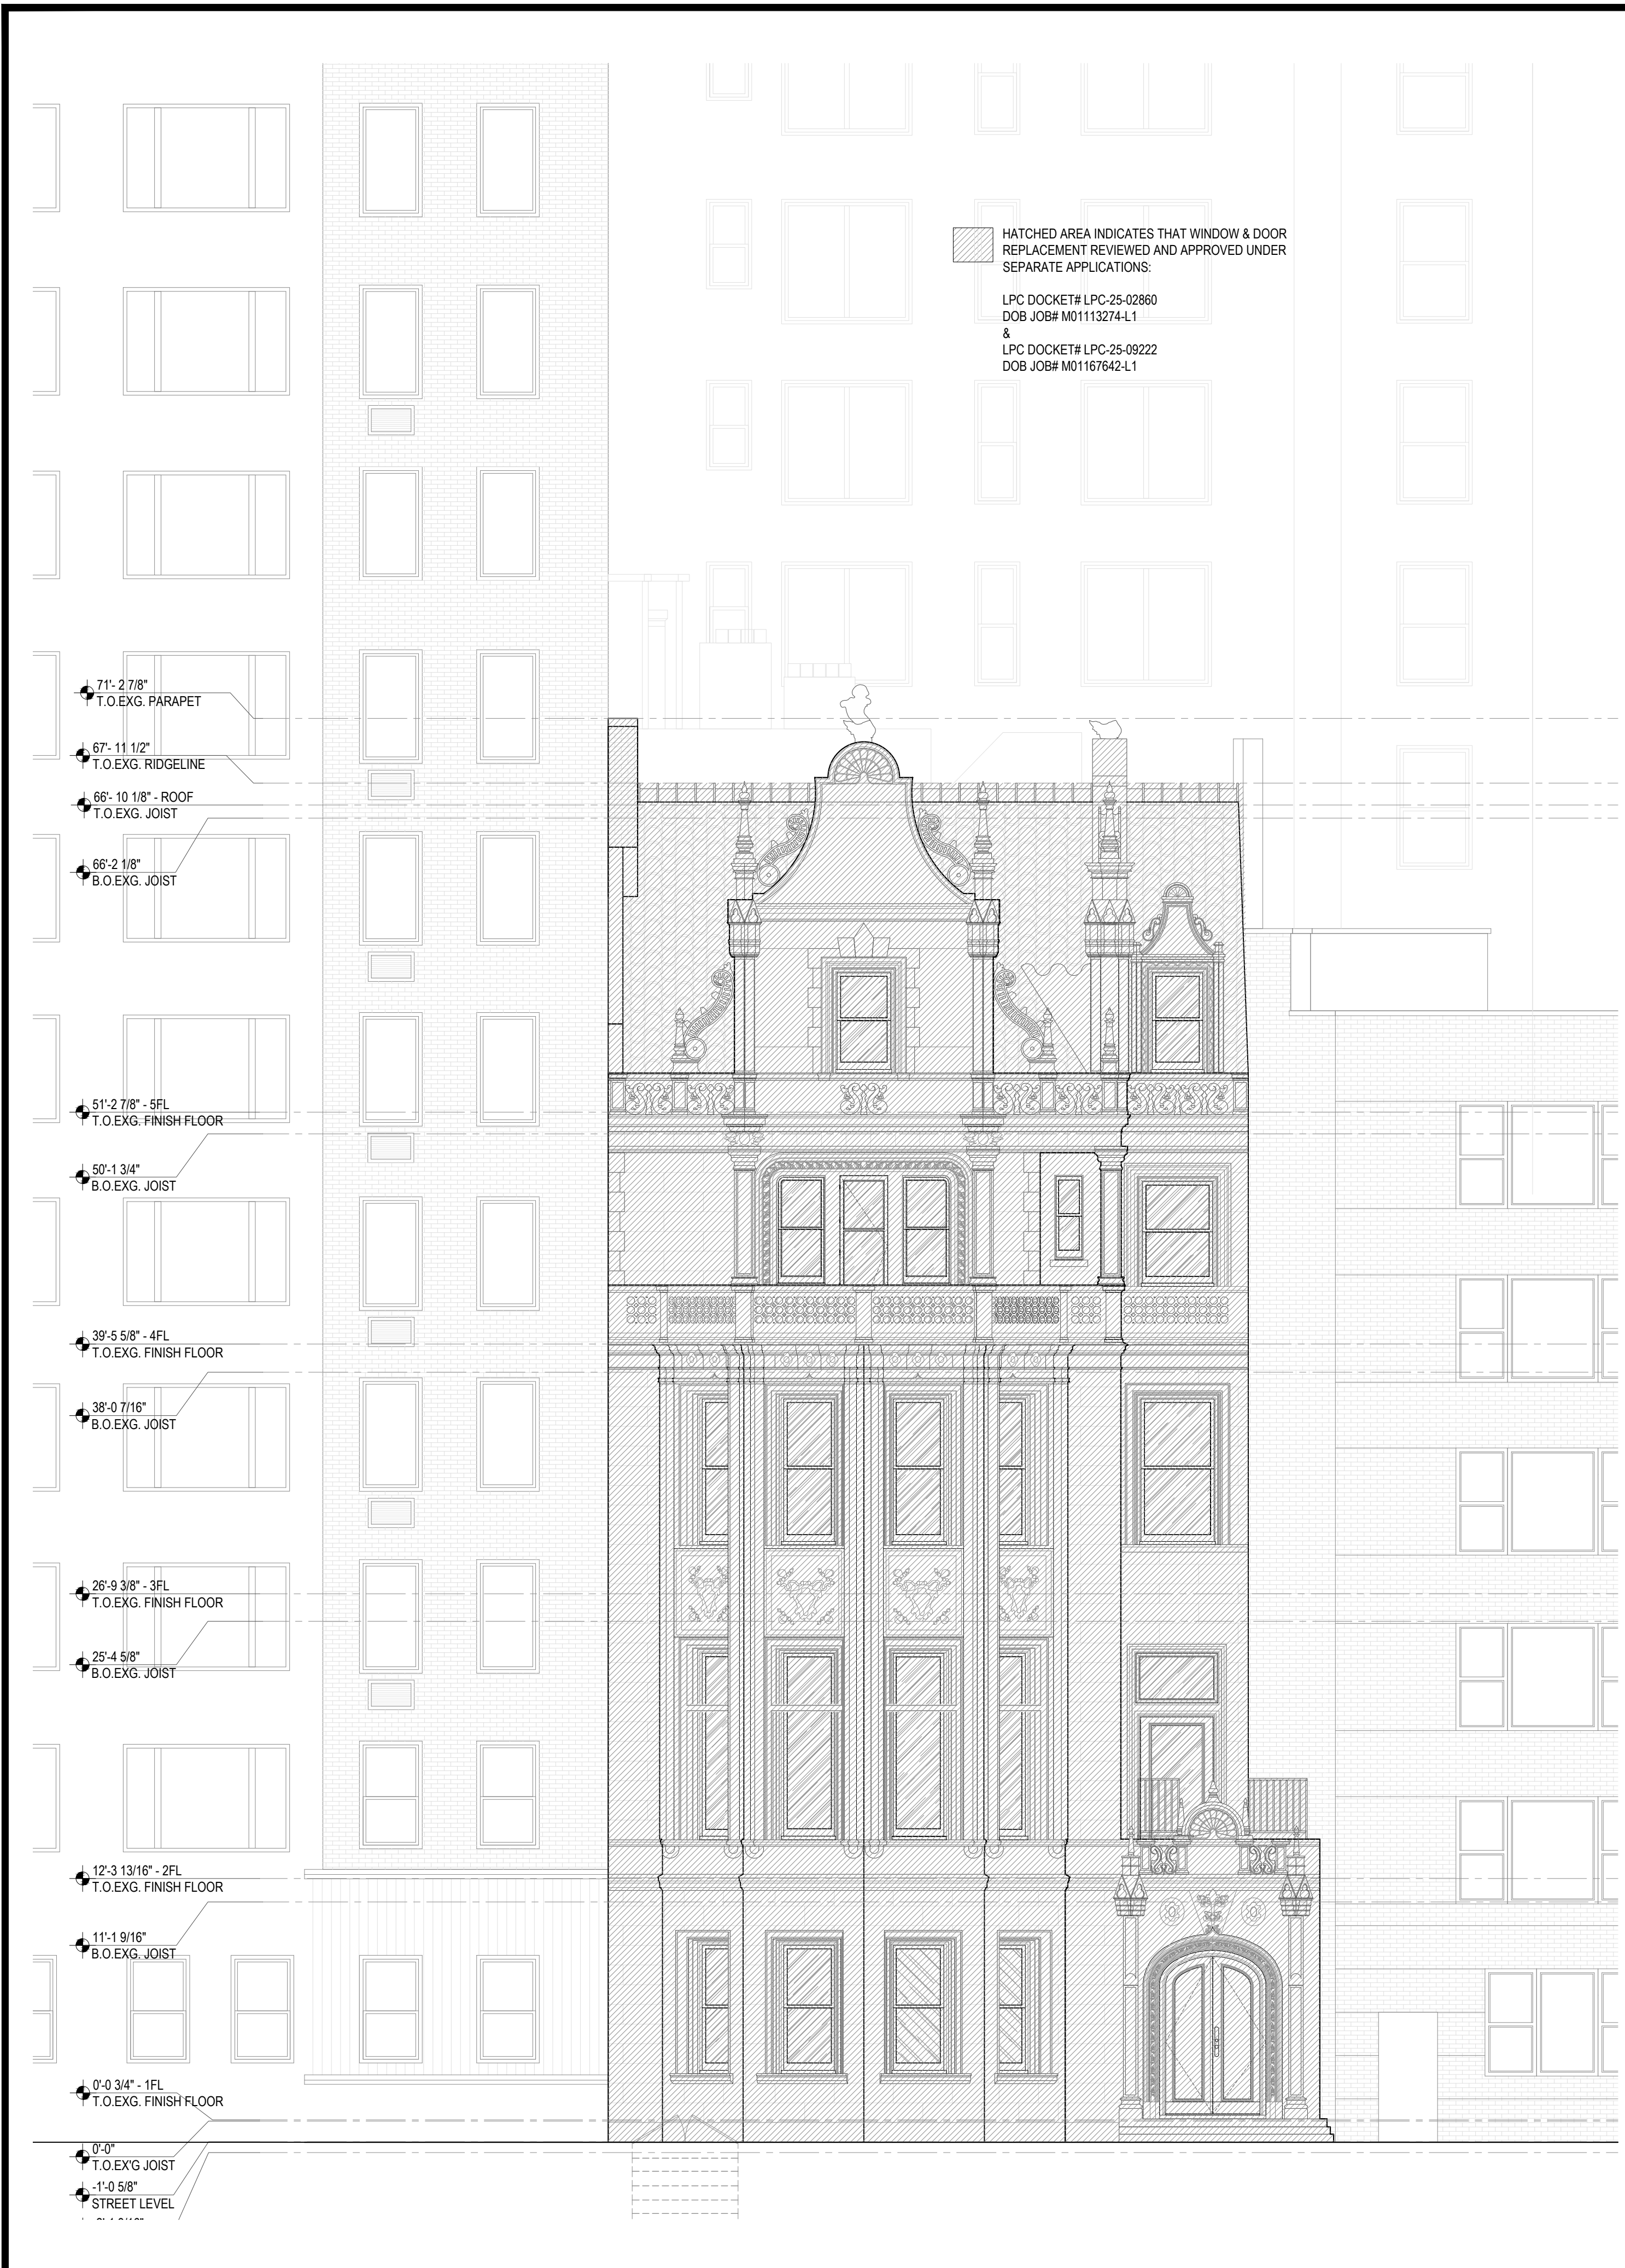 HATCHED AREA INDICATES THAT WINDOW & DOOR
REPLACEMENT REVIEWED AND APPROVED UNDER
SEPARATE APPLICATIONS:
LPC DOCKET# LPC-25-02860
DOB JOB# M01113274-L1
&
LPC DOCKET# LPC-25-09222
DOB JOB# M01167642-L1
71'- 2 7/8"
T.O.EXG. PARAPET
67'- 11 1/2"
T.O.EXG. RIDGELINE
66'- 10 1/8" - ROOF
T.O.EXG. JOIST
66'-2 1/8"
B.O.EXG. JOIST
51'-2 7/8" - 5FL
T.O.EXG. FINISH FLOOR
50'-1 3/4"
B.O.EXG. JOIST
39'-5 5/8" - 4FL
T.O.EXG. FINISH FLOOR
38'-0 7/16"
B.O.EXG. JOIST
26'-9 3/8" - 3FL
T.O.EXG. FINISH FLOOR
25'-4 5/8"
B.O.EXG. JOIST
12'-3 13/16" - 2FL
T.O.EXG. FINISH FLOOR
11'-1 9/16"
B.O.EXG. JOIST
0'-0 3/4" - 1FL
T.O.EXG. FINISH FLOOR
0'-0"
T.O.EX'G JOIST
-1'-0 5/8"
STREET LEVEL